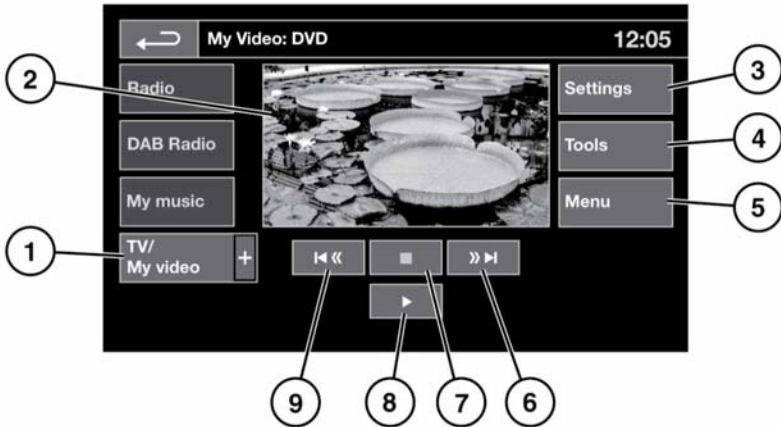 My Video: DVD
12:05
2
Radio
Settings
3
DAB Radio
Tools
4
My music
Menu
5
1
TV/
My video
+
9
8
7
6